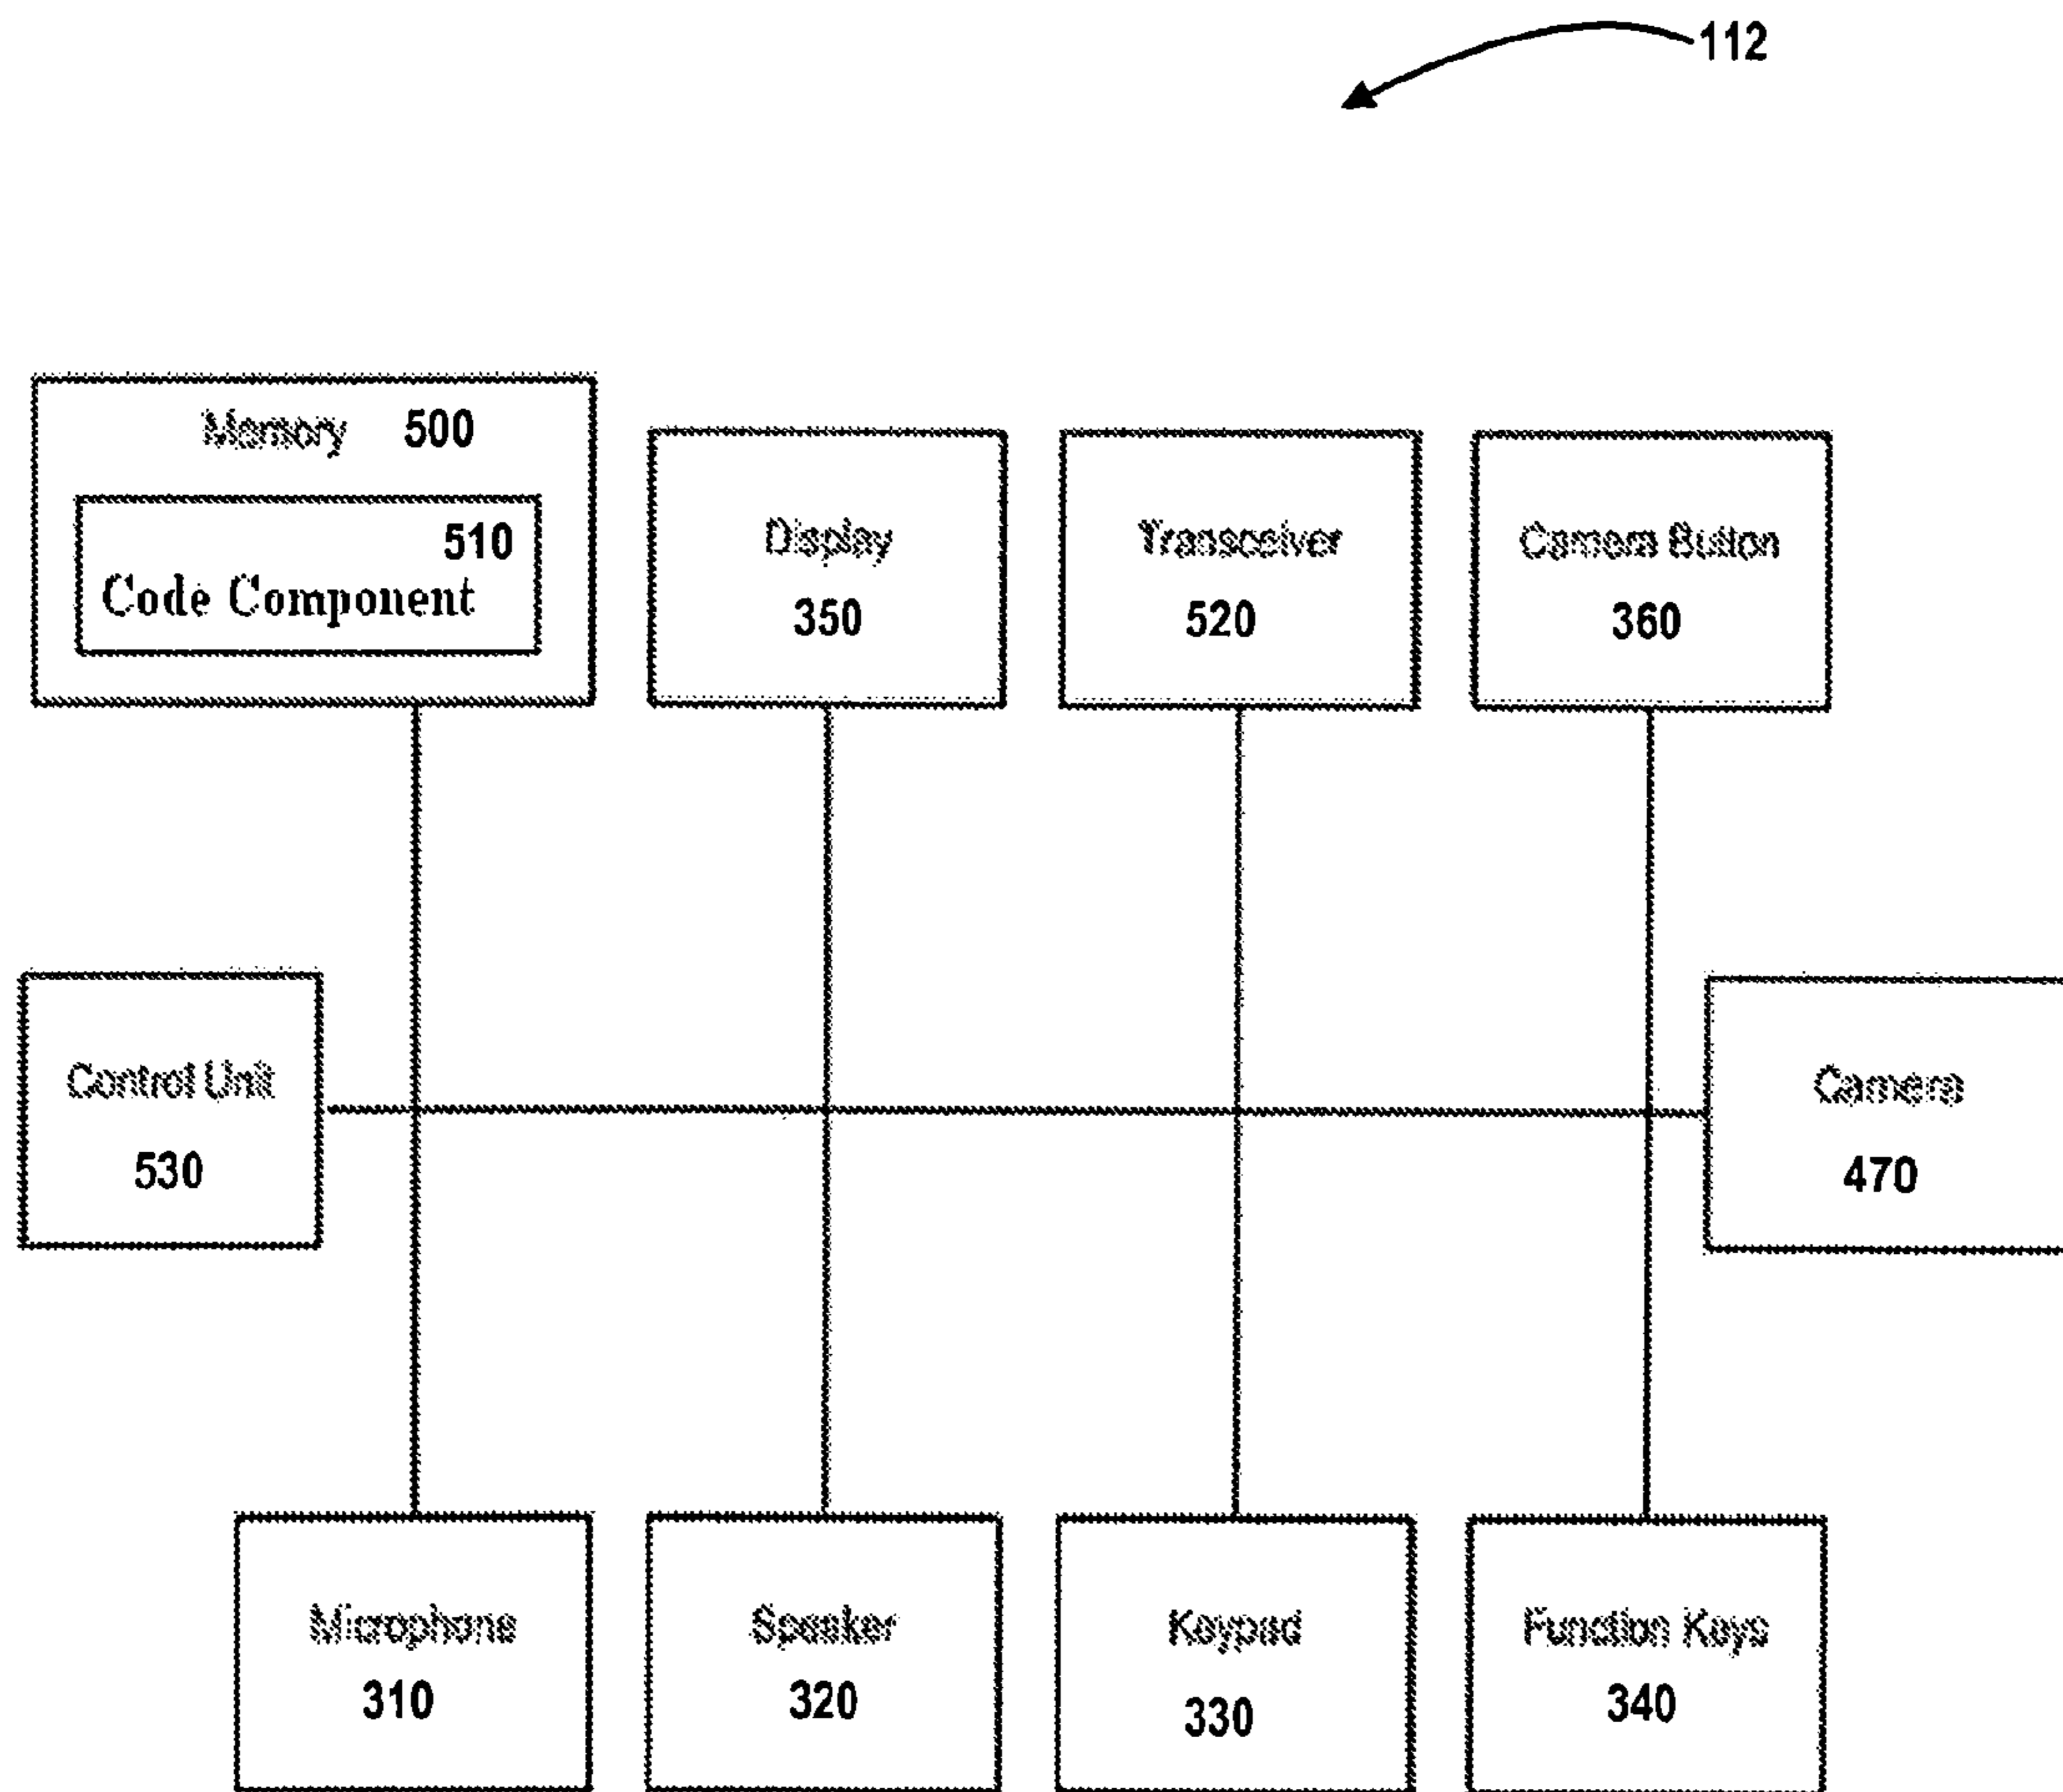 112
Memory 500
510
Code Component
Display
350
Transceiver
520
Camera Button
360
Control Unit
530
Camera
470
Microphone
310
Speaker
320
Keypad
330
Function Keys
340